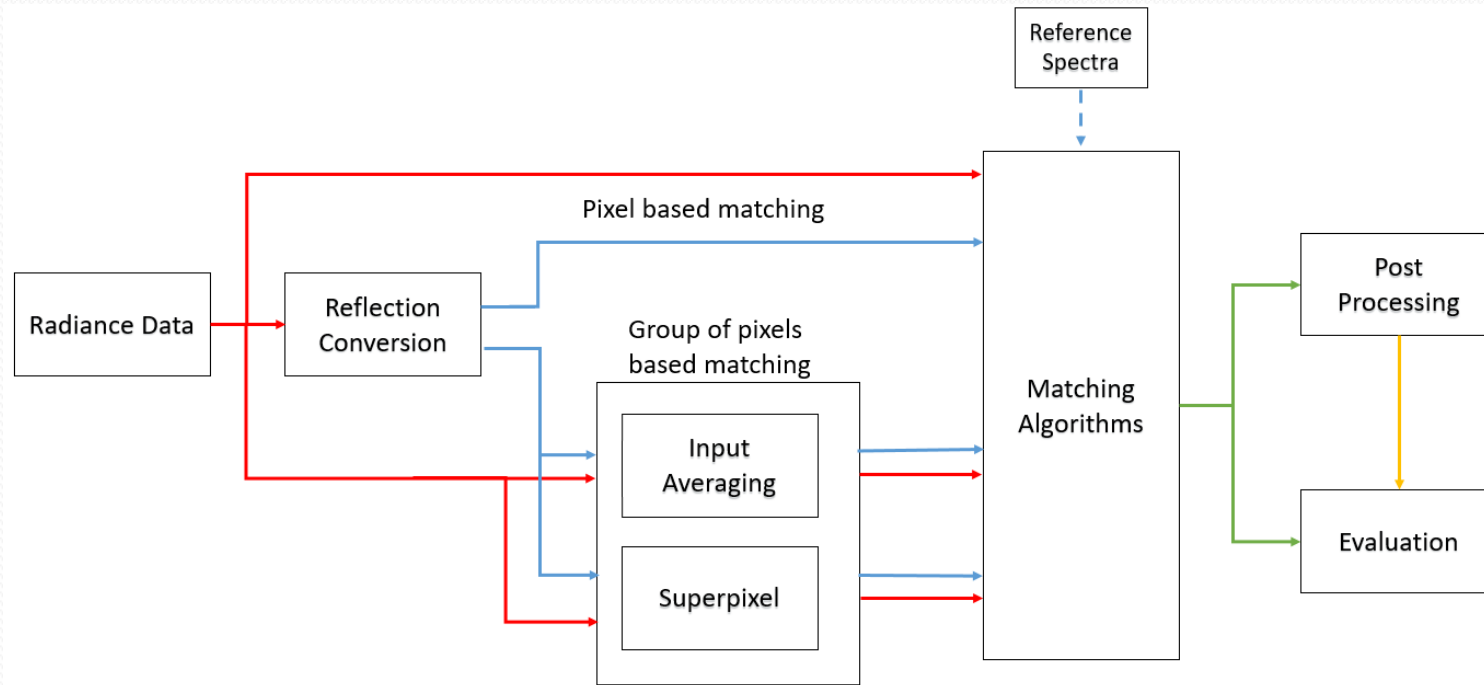 Reference
Spectra
Pixel based matching
Radiance Data
Reflection
Conversion
Group of pixels
based matching
Input
Averaging
Superpixel
Matching
Algorithms
Post
Processing
Evaluation